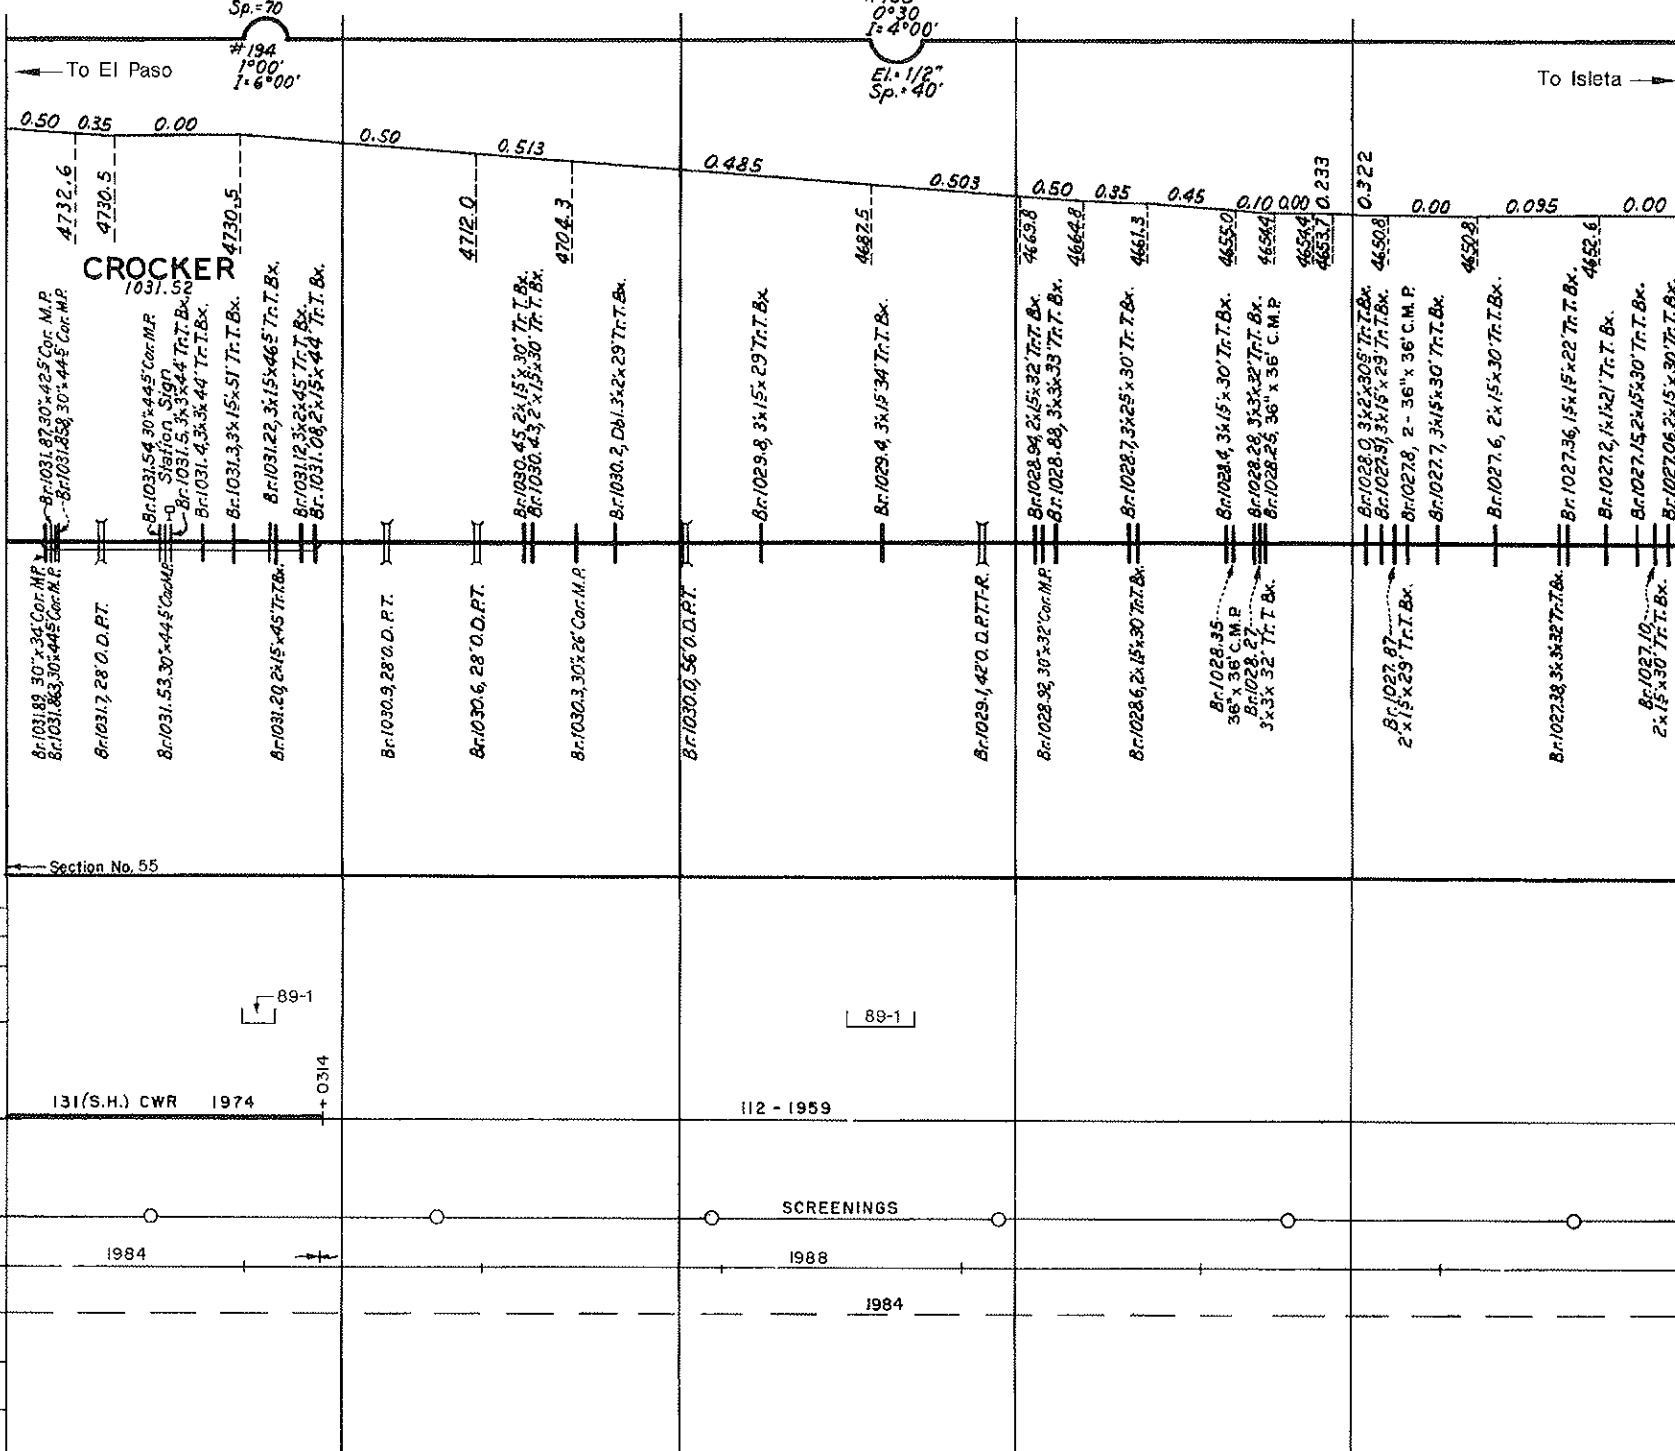 Sp.=70
#194
1°00'
I=6°00'
0°30
I=4°00'
El.=1/2"
Sp.=40'
To El Paso
To Isleta
0.50 0.35 0.00 0.50 0.513 0.485 0.503 0.50 0.35 0.45 0.10 0.00 0.233 0.322 0.00 0.095 0.00
4732.6
4730.5
4730.5
4712.0
4704.3
4687.5
4669.8
4664.8
4661.3
4655.0
4654.4
4654.4
4653.7
4650.8
4650.8
4652.6
CROCKER
1031.52
Br.1031.87, 30"x42.5' Cor. M.P.
Br.1031.858, 30"x44.5' Cor. M.P.
Br.1031.54 30"x44.5' Cor. M.P.
Station Sign
Br.1031.5, 3'x3'x44' Tr.T.Bx.
Br.1031.4, 3'x3'x44' Tr.T.Bx.
Br.1031.3, 3'x1.5'x51' Tr.T.Bx.
Br.1031.22, 3'x1.5'x46.5' Tr.T.Bx.
Br.1031.12, 3'x2'x45' Tr.T.Bx.
Br.1031.08, 2'x1.5'x44' Tr.T.Bx.
Br.1030.45, 2'x1.5'x30' Tr.T.Bx.
Br.1030.43, 2'x1.5'x30' Tr.T.Bx.
Br.1030.2, Dbl.3'x2'x29' Tr.T.Bx.
Br.1029.8, 3'x1.5'x29' Tr.T.Bx.
Br.1029.4, 3'x1.5'34' Tr.T.Bx.
Br.1028.94, 2'x1.5'x32' Tr.T.Bx.
Br.1028.88, 3'x3'x33' Tr.T.Bx.
Br.1028.7, 3'x2.5'x30' Tr.T.Bx.
Br.1028.4, 3'x1.5'x30' Tr.T.Bx.
Br.1028.28, 3'x3'x32' Tr.T.Bx.
Br.1028.25, 36" x 36' C.M.P.
Br.1028.0, 3'x2'x30.5' Tr.T.Bx.
Br.1027.91, 3'x1.5'x29' Tr.T.Bx.
Br.1027.8, 2- 36" x 36' C.M.P.
Br.1027.7, 3'x1.5'x30' Tr.T.Bx.
Br.1027.6, 2'x1.5'x30' Tr.T.Bx.
Br.1027.36, 1.5'x1.5'x22' Tr.T.Bx.
Br.1027.2, 1'x1'x21' Tr.T.Bx.
Br.1027.15, 2'x1.5'x30' Tr.T.Bx.
Br.1027.06, 2'x1.5'x30' Tr.T.Bx.
Br.1031.89, 30"x34' Cor. M.P.
Br.1031.863, 30"x44.5' Cor. M.P.
Br.1031.7, 28' O.D.P.T.
Br.1031.53, 30"x44.5' Cor.M.P.
Br.1031.20, 2'x1.5'x45' Tr.T.Bx.
Br.1030.9, 28' O.D.P.T.
Br.1030.6, 28' O.D.P.T.
Br.1030.3, 30"x26' Cor. M.P.
Br.1030.0, 56' O.D.P.T.
Br.1029.1, 42' O.D.P.T.T-R.
Br.1028.92, 30"x32' Cor. M.P.
Br.1028.6, 2'x1.5'x30' Tr.T.Bx.
Br.1028.35
36" x 36' C.M.P.
Br.1028.27
3'x3'x 32' Tr.T.Bx.
Br.1027.87
2'x1.5'x29' Tr.T.Bx.
Br.1027.38, 3'x3'x32' Tr.T.Bx.
Br.1027.10
2'x1.5'x30' Tr.T.Bx.
Section No. 55
89-1
89-1
131(S.H.) CWR 1974
+ 0314
112 - 1959
SCREENINGS
1984
1988
1984